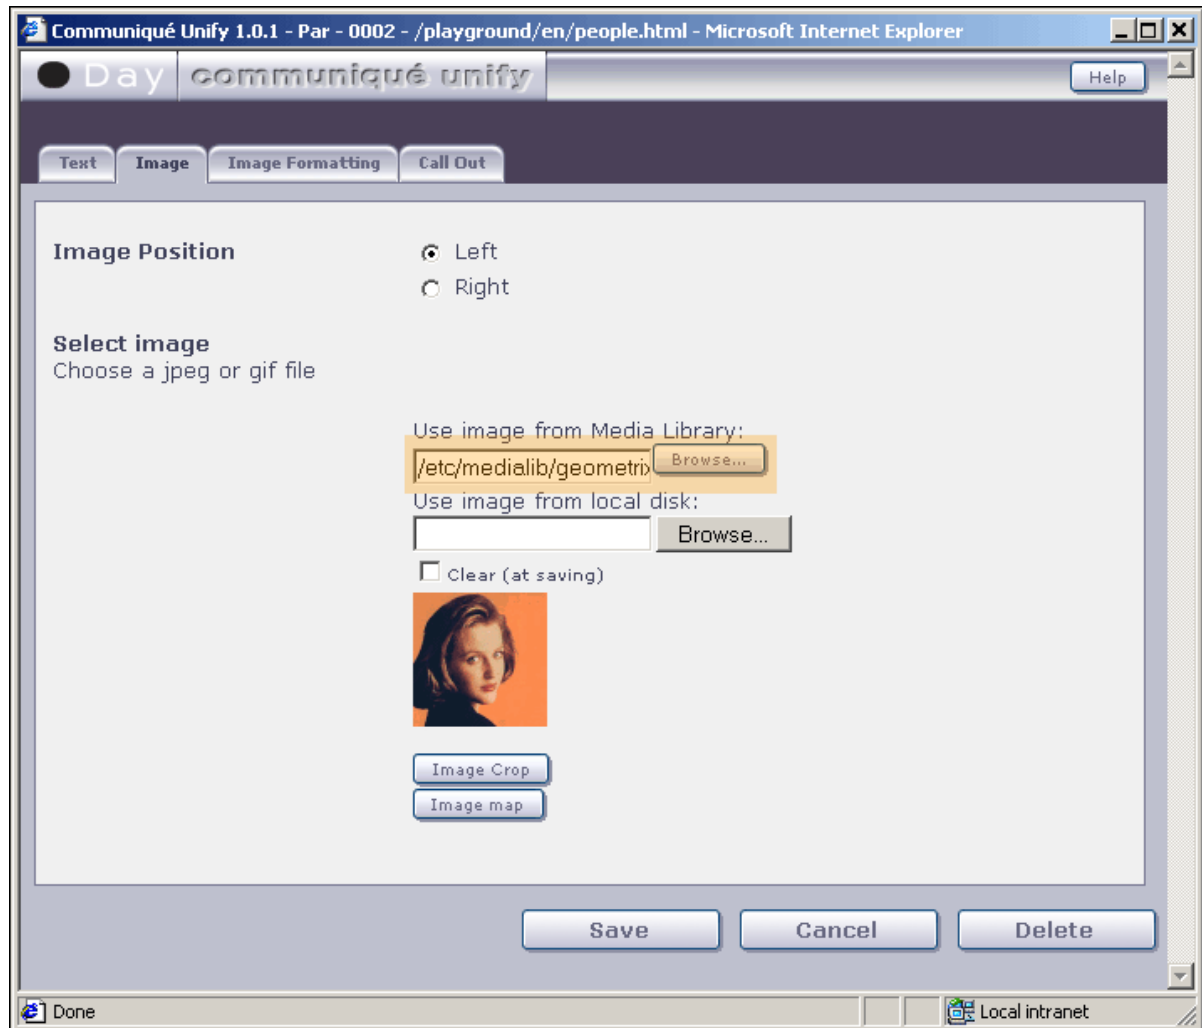 Communiqué Unify 1.0.1 - Par - 0002 - /playground/en/people.html - Microsoft Internet Explorer
Day communiqué unify Help
Text Image Image Formatting Call Out
Image Position Left
Right
Select image
Choose a jpeg or gif file
Use image from Media Library:
/etc/medialib/geometrix Browse...
Use image from local disk:
Browse...
Clear (at saving)
Image Crop
Image map
Save Cancel Delete
Done Local intranet